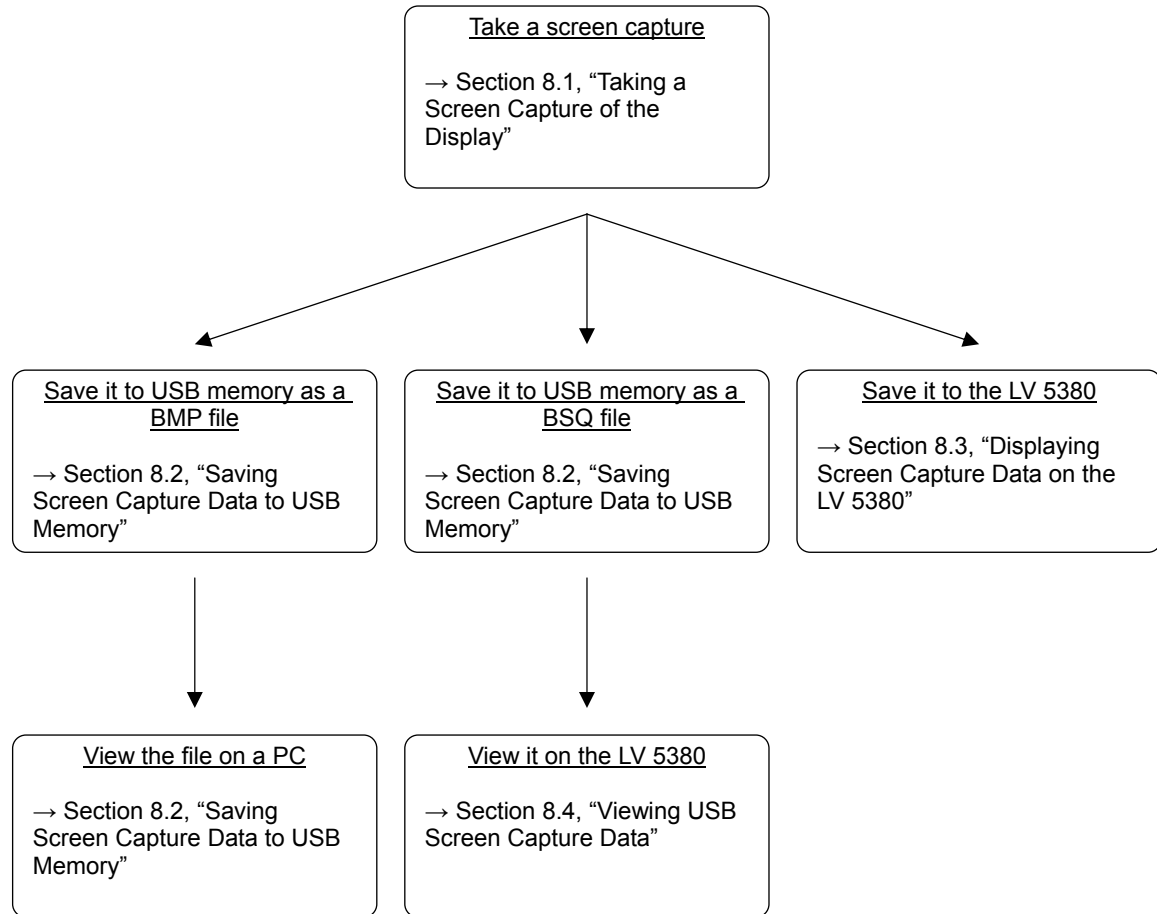 Take a screen capture
→ Section 8.1, “Taking a
Screen Capture of the
Display”
Save it to USB memory as a
BMP file
→ Section 8.2, “Saving
Screen Capture Data to USB
Memory”
Save it to USB memory as a
BSQ file
→ Section 8.2, “Saving
Screen Capture Data to USB
Memory”
Save it to the LV 5380
→ Section 8.3, “Displaying
Screen Capture Data on the
LV 5380”
View the file on a PC
→ Section 8.2, “Saving
Screen Capture Data to USB
Memory”
View it on the LV 5380
→ Section 8.4, “Viewing USB
Screen Capture Data”